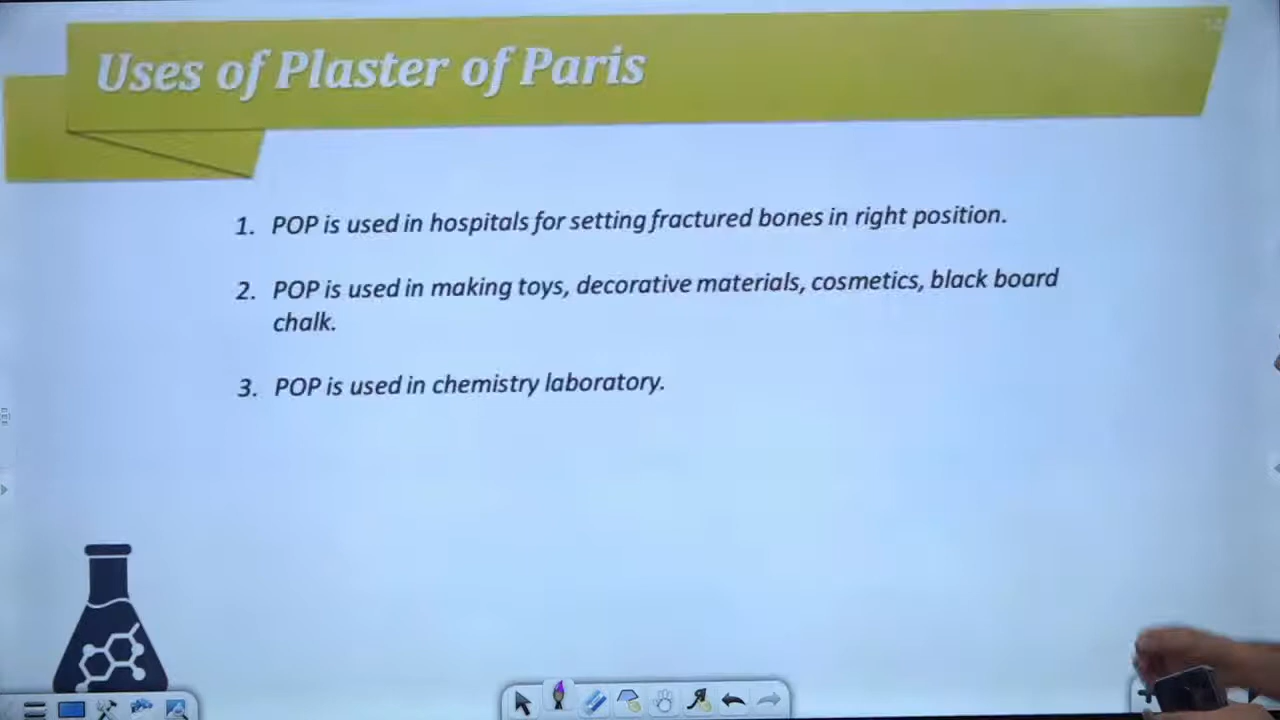 Uses of Plaster of Paris
1. POP is used in hospitals for setting fractured bones in right position.
2. POP is used in making toys, decorative materials, cosmetics, black board
chalk.
3. POP is used in chemistry laboratory.